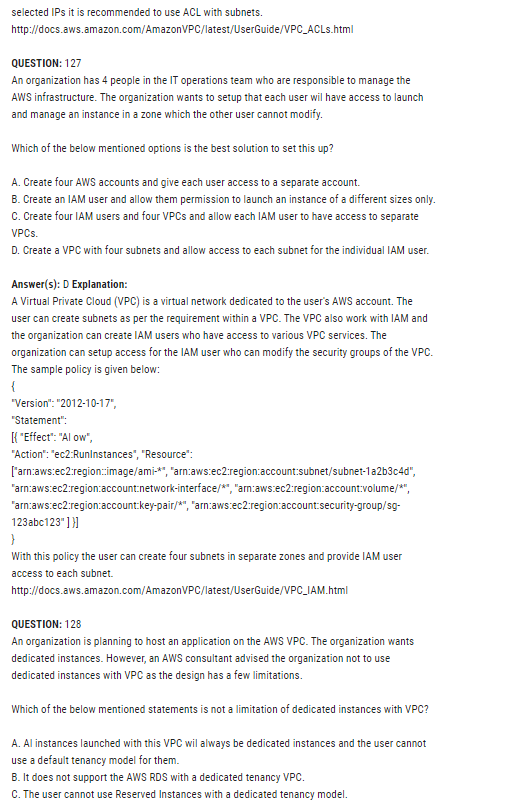 selected IPs it is recommended to use ACL with subnets.
http://docs.aws.amazon.com/AmazonVPC/latest/UserGuide/VPC_ACLs.html
QUESTION: 127
An organization has 4 people in the IT operations team who are responsible to manage the
AWS infrastructure. The organization wants to setup that each user wil have access to launch
and manage an instance in a zone which the other user cannot modify.
Which of the below mentioned options is the best solution to set this up?
A. Create four AWS accounts and give each user access to a separate account.
B. Create an IAM user and allow them permission to launch an instance of a different sizes only.
C. Create four IAM users and four VPCs and allow each IAM user to have access to separate
VPCs.
D. Create a VPC with four subnets and allow access to each subnet for the individual IAM user.
Answer(s): D Explanation:
A Virtual Private Cloud (VPC) is a virtual network dedicated to the user's AWS account. The
user can create subnets as per the requirement within a VPC. The VPC also work with IAM and
the organization can create IAM users who have access to various VPC services. The
organization can setup access for the IAM user who can modify the security groups of the VPC.
The sample policy is given below:
{
"Version": "2012-10-17",
"Statement":
[{ "Effect": "Al ow",
"Action": "ec2:RunInstances", "Resource":
["arn:aws:ec2:region::image/ami-*", "arn:aws:ec2:region:account:subnet/subnet-1a2b3c4d",
"arn:aws:ec2:region:account:network-interface/*", "arn:aws:ec2:region:account:volume/*",
"arn:aws:ec2:region:account:key-pair/*", "arn:aws:ec2:region:account:security-group/sg-
123abc123" ] }]
}
With this policy the user can create four subnets in separate zones and provide IAM user
access to each subnet.
http://docs.aws.amazon.com/AmazonVPC/latest/UserGuide/VPC_IAM.html
QUESTION: 128
An organization is planning to host an application on the AWS VPC. The organization wants
dedicated instances. However, an AWS consultant advised the organization not to use
dedicated instances with VPC as the design has a few limitations.
Which of the below mentioned statements is not a limitation of dedicated instances with VPC?
A. Al instances launched with this VPC wil always be dedicated instances and the user cannot
use a default tenancy model for them.
B. It does not support the AWS RDS with a dedicated tenancy VPC.
C. The user cannot use Reserved Instances with a dedicated tenancy model.